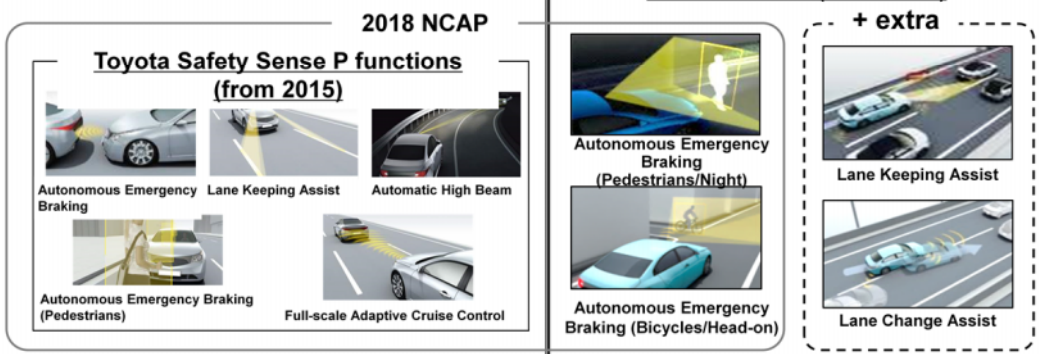 2018 NCAP
+ extra
Toyota Safety Sense P functions
(from 2015)
Autonomous Emergency
Braking
Lane Keeping Assist
Automatic High Beam
Autonomous Emergency Braking
(Pedestrians)
Full-scale Adaptive Cruise Control
Autonomous Emergency
Braking
(Pedestrians/Night)
Autonomous Emergency
Braking (Bicycles/Head-on)
Lane Keeping Assist
Lane Change Assist